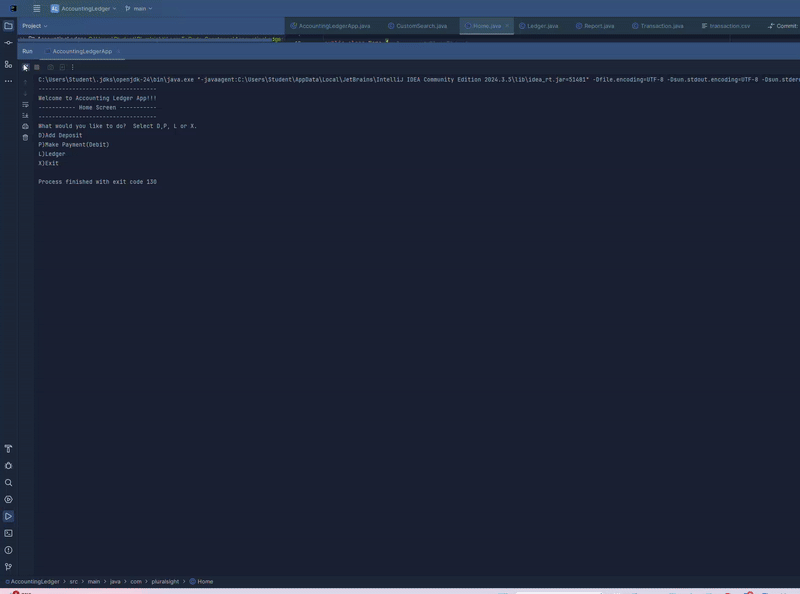 AL AccountingLedger main
Project AccountingLedgerApp.java CustomSearch.java Home.java Ledger.java Report.java Transaction.java transaction.csv Commit:
Run AccountingLedgerApp
C:\Users\Student\.jdks\openjdk-24\bin\java.exe "-javaagent:C:\Users\Student\AppData\Local\JetBrains\IntelliJ IDEA Community Edition 2024.3.5\lib\idea_rt.jar=51401" -Dfile.encoding=UTF-8 -Dsun.stdout.encoding=UTF-8 -Dsun.stderr
---------------------------------
Welcome to Accounting Ledger App!!!
----------- Home Screen -----------
---------------------------------
What would you like to do?  Select D,P, L or X.
D)Add Deposit
P)Make Payment(Debit)
L)Ledger
X)Exit
Process finished with exit code 130
AccountingLedger > src > main > java > com > pluralsight > Home